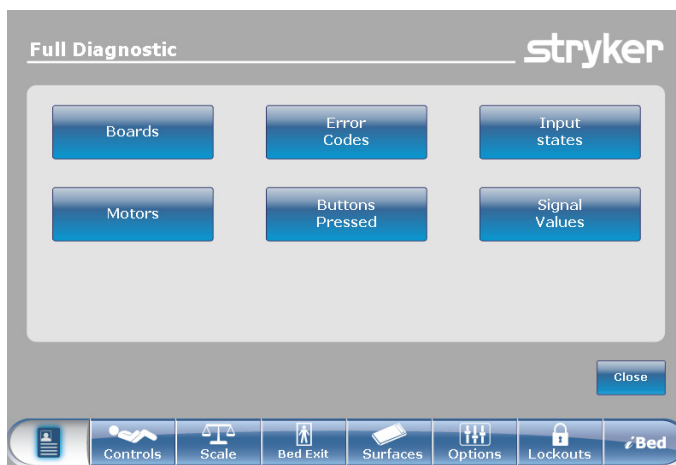 Full Diagnostic
stryker
Boards
Error
Codes
Input
states
Motors
Buttons
Pressed
Signal
Values
Close
Controls
Scale
Bed Exit
Surfaces
Options
Lockouts
iBed